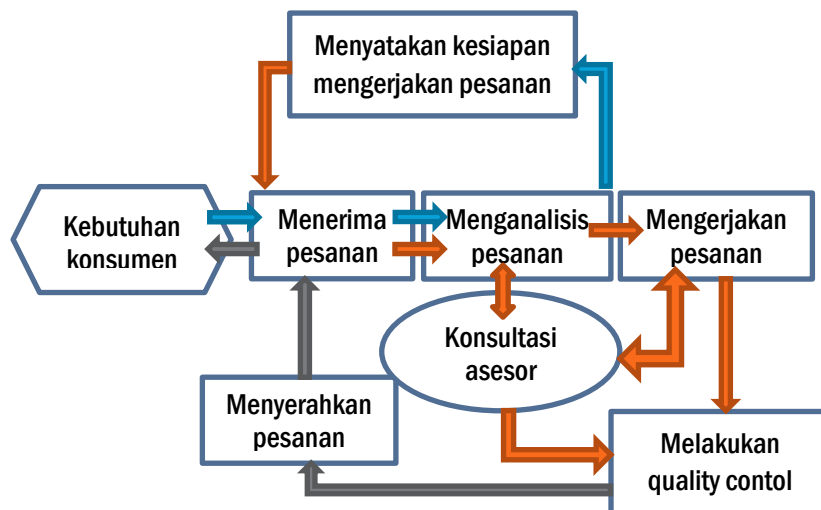 Menyatakan kesiapan
mengerjakan pesanan
Kebutuhan
konsumen
Menerima
pesanan
Menganalisis
pesanan
Mengerjakan
pesanan
Konsultasi
asesor
Menyerahkan
pesanan
Melakukan
quality contol